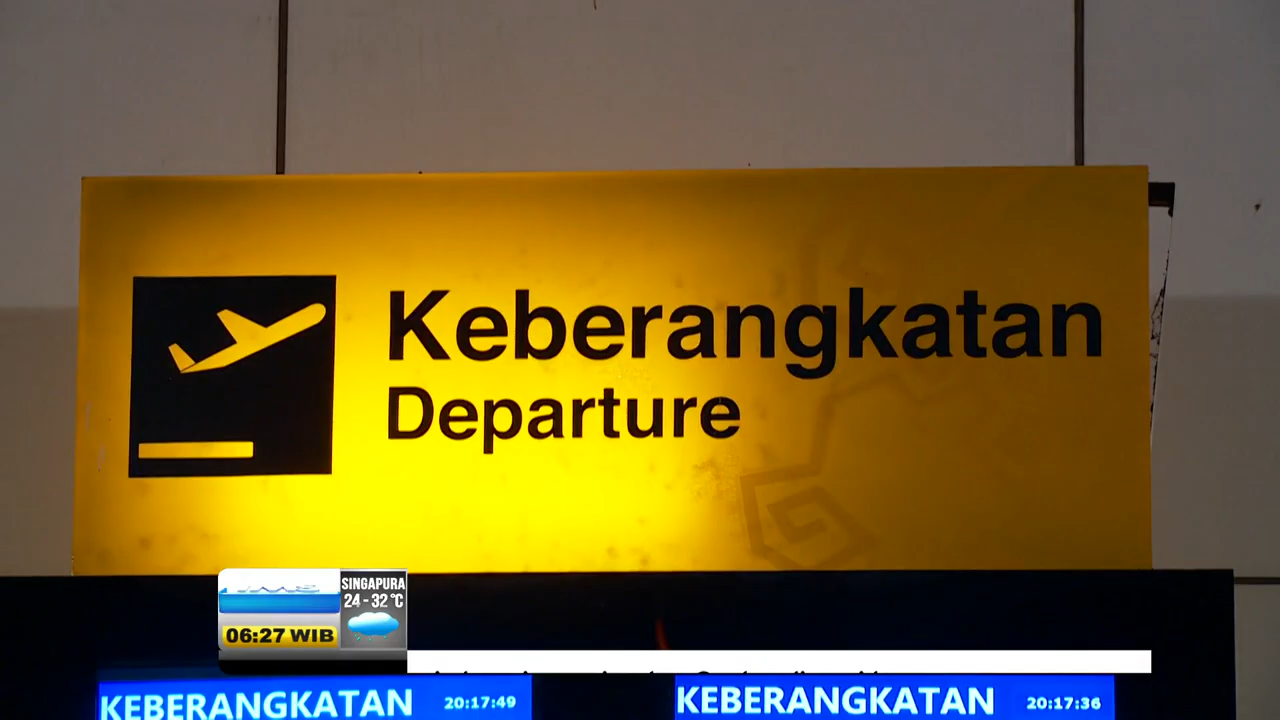 Keberangkatan
Departure
SINGAPURA
24 - 32 °C
06:27 WIB
KEBERANGKATAN 20:17:49
KEBERANGKATAN 20:17:36